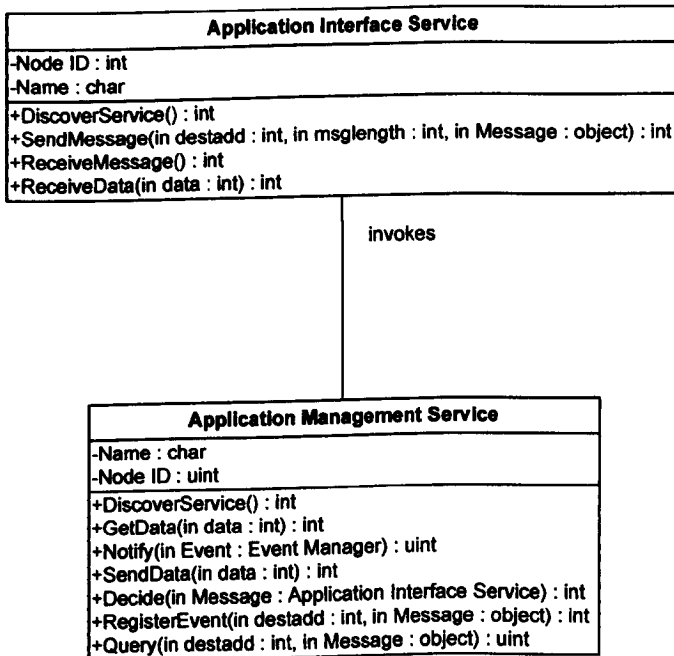 Application Interface Service
-Node ID : int
-Name : char
+DiscoverService() : int
+SendMessage(in destadd : int, in msglength : int, in Message : object) : int
+ReceiveMessage() : int
+ReceiveData(in data : int) : int
invokes
Application Management Service
-Name : char
-Node ID : uint
+DiscoverService() : int
+GetData(in data : int) : int
+Notify(in Event : Event Manager) : uint
+SendData(in data : int) : int
+Decide(in Message : Application Interface Service) : int
+RegisterEvent(in destadd : int, in Message : object) : int
+Query(in destadd : int, in Message : object) : uint